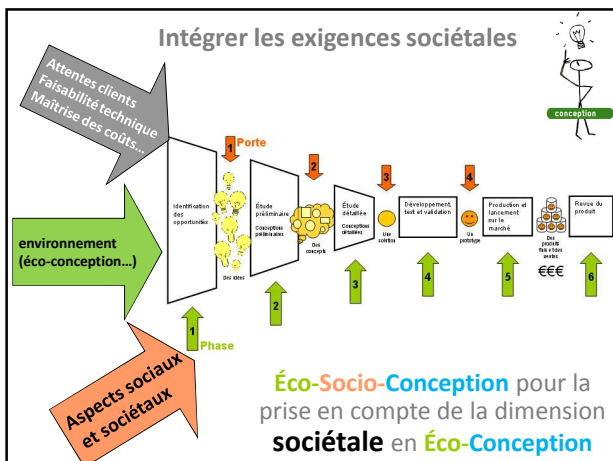 Intégrer les exigences sociétales
conception
Attentes clients
Faisabilité technique
Maîtrise des coûts...
1 Porte
2
3
4
Identification
des
opportunités
Des idées
Étude
préliminaire
Conceptions
préliminaires
Des
concepts
Étude
détaillée
Conceptions
détaillées
Une
solution
Développement,
test et validation
Un
prototype
Production et
lancement
sur le
marché
Des
produits
finis et des
ventes
€€€
Revue du
produit
environnement
(éco-conception...)
1
Phase
2
3
4
5
6
Aspects sociaux
et sociétaux
Éco-Socio-Conception pour la
prise en compte de la dimension
sociétale en Éco-Conception